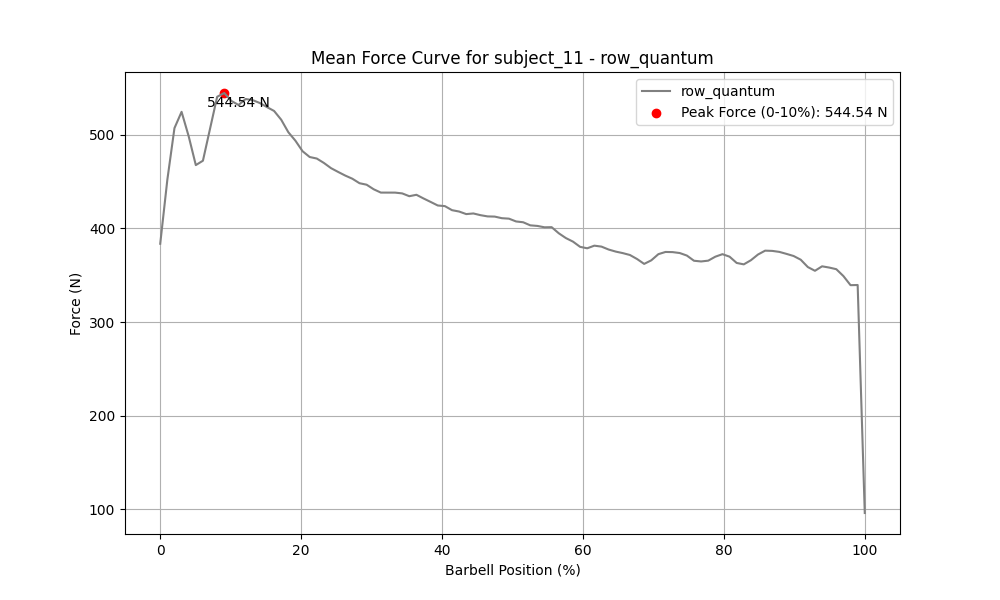 Mean Force Curve for subject_11 - row_quantum
row_quantum
Peak Force (0-10%): 544.54 N
544.54 N
500
400
300
200
100
Force (N)
0
20
40
60
80
100
Barbell Position (%)